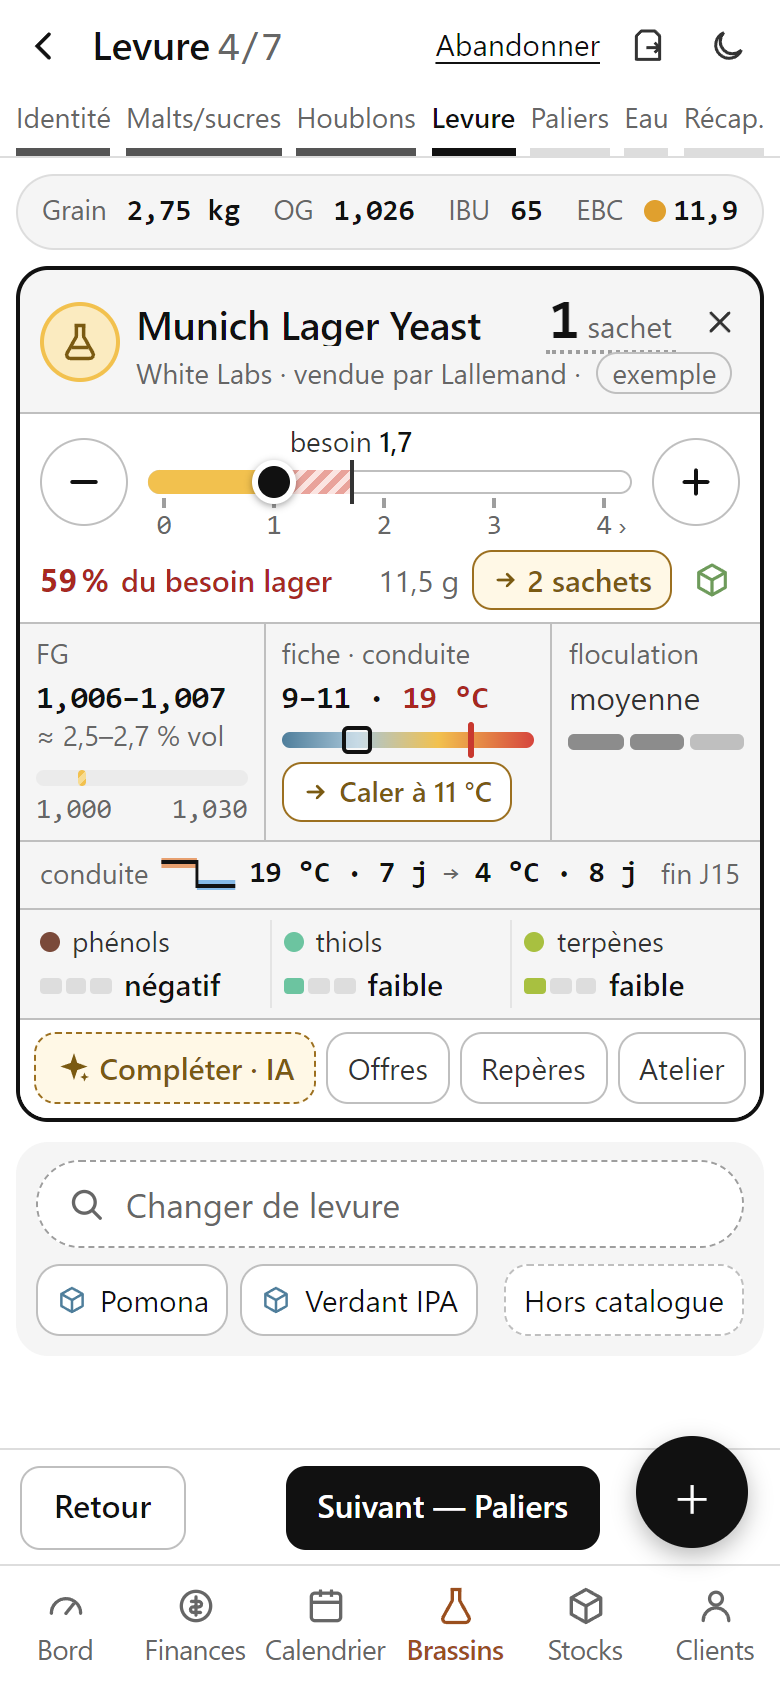 Levure 4/7 Abandonner
Identité Malts/sucres Houblons Levure Paliers Eau Récap.
Grain 2,75 kg OG 1,026 IBU 65 EBC 11,9
Munich Lager Yeast 1 sachet
White Labs · vendue par Lallemand · exemple
besoin 1,7
0 1 2 3 4 ›
59 % du besoin lager 11,5 g → 2 sachets
FG fiche · conduite floculation
1,006–1,007 9–11 · 19 °C moyenne
≈ 2,5–2,7 % vol
→ Caler à 11 °C
1,000 1,030
conduite 19 °C · 7 j → 4 °C · 8 j fin J15
phénols thiols terpènes
négatif faible faible
Compléter · IA Offres Repères Atelier
Changer de levure
Pomona Verdant IPA Hors catalogue
Retour Suivant — Paliers +
Bord Finances Calendrier Brassins Stocks Clients